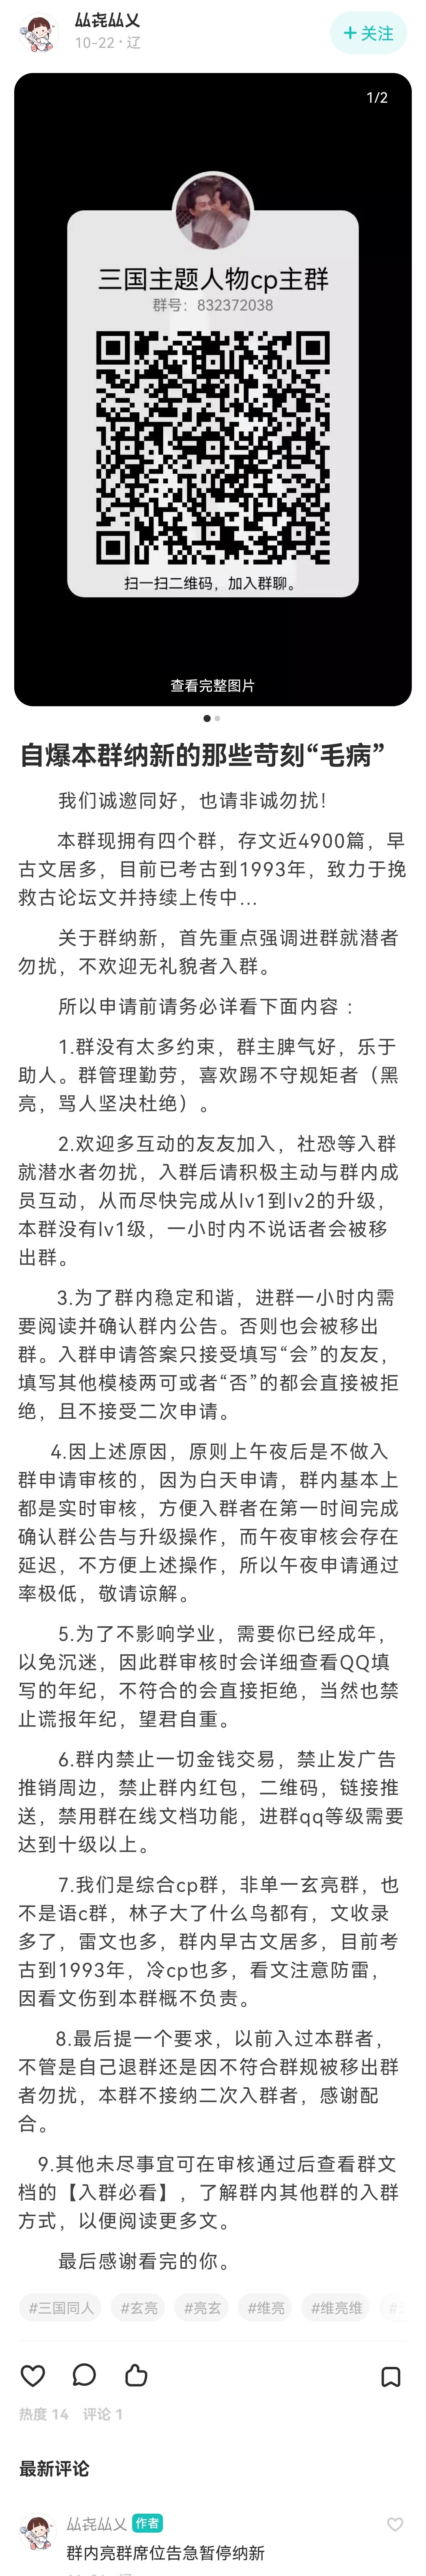 丛㐂丛乂
10-22 · 辽
+ 关注
1/2
三国主题人物cp主群
群号：832372038
扫一扫二维码，加入群聊。
查看完整图片
自爆本群纳新的那些苛刻“毛病”
我们诚邀同好，也请非诚勿扰！
本群现拥有四个群，存文近4900篇，早
古文居多，目前已考古到1993年，致力于挽
救古论坛文并持续上传中...
关于群纳新，首先重点强调进群就潜者
勿扰，不欢迎无礼貌者入群。
所以申请前请务必详看下面内容 ：
1.群没有太多约束，群主脾气好，乐于
助人。群管理勤劳，喜欢踢不守规矩者（黑
亮，骂人坚决杜绝）。
2.欢迎多互动的友友加入，社恐等入群
就潜水者勿扰，入群后请积极主动与群内成
员互动，从而尽快完成从lv1到lv2的升级，
本群没有lv1级，一小时内不说话者会被移
出群。
3.为了群内稳定和谐，进群一小时内需
要阅读并确认群内公告。否则也会被移出
群。入群申请答案只接受填写“会”的友友，
填写其他模棱两可或者“否”的都会直接被拒
绝，且不接受二次申请。
4.因上述原因，原则上午夜后是不做入
群申请审核的，因为白天申请，群内基本上
都是实时审核，方便入群者在第一时间完成
确认群公告与升级操作，而午夜审核会存在
延迟，不方便上述操作，所以午夜申请通过
率极低，敬请谅解。
5.为了不影响学业，需要你已经成年，
以免沉迷，因此群审核时会详细查看QQ填
写的年纪，不符合的会直接拒绝，当然也禁
止谎报年纪，望君自重。
6.群内禁止一切金钱交易，禁止发广告
推销周边，禁止群内红包，二维码，链接推
送，禁用群在线文档功能，进群qq等级需要
达到十级以上。
7.我们是综合cp群，非单一玄亮群，也
不是语c群，林子大了什么鸟都有，文收录
多了，雷文也多，群内早古文居多，目前考
古到1993年，冷cp也多，看文注意防雷，
因看文伤到本群概不负责。
8.最后提一个要求，以前入过本群者，
不管是自己退群还是因不符合群规被移出群
者勿扰，本群不接纳二次入群者，感谢配
合。
9.其他未尽事宜可在审核通过后查看群文
档的【入群必看】，了解群内其他群的入群
方式，以便阅读更多文。
最后感谢看完的你。
#三国同人 #玄亮 #亮玄 #维亮 #维亮维
热度 14 评论 1
最新评论
丛㐂丛乂 作者
群内亮群席位告急暂停纳新